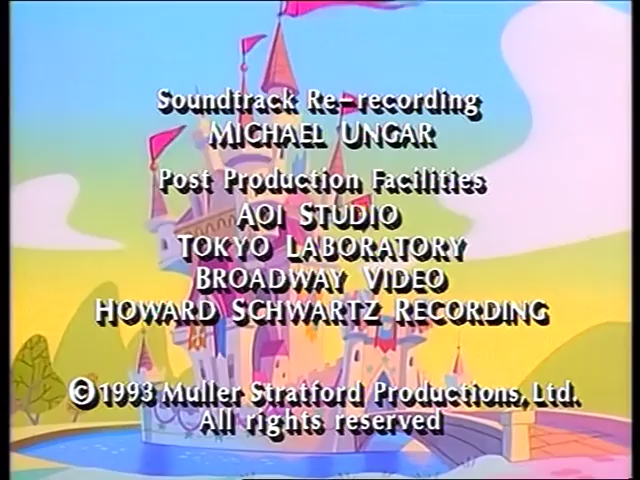 Soundtrack Re-recording
MICHAEL UNGAR
Post Production Facilities
AOI STUDIO
TOKYO LABORATORY
BROADWAY VIDEO
HOWARD SCHWARTZ RECORDING
©1993 Muller Stratford Productions, Ltd.
All rights reserved